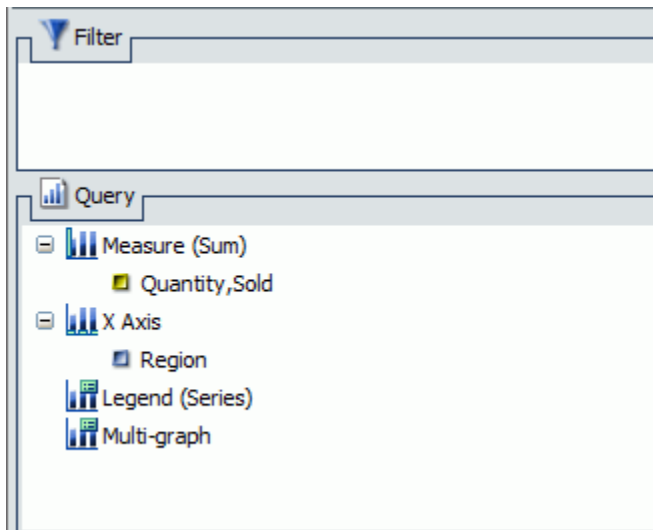 Filter
Query
Measure (Sum)
Quantity,Sold
X Axis
Region
Legend (Series)
Multi-graph